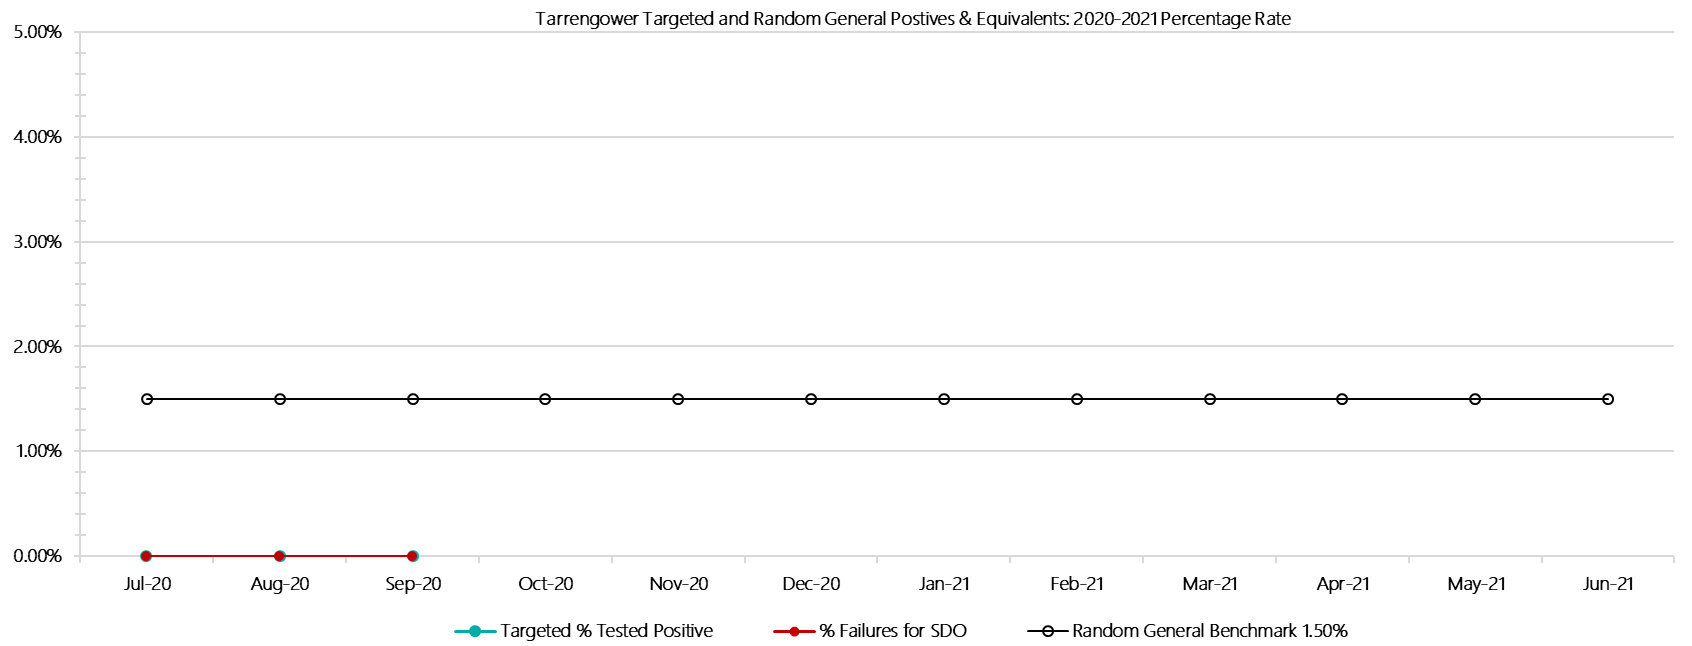 Tarrengower Targeted and Random General Postives & Equivalents: 2020-2021Percentage Rate
5.00%
4.00%
3.00%
2.00%
1.00%
0.00%
Jul-20 Aug-20 Sep-20 Oct-20 Nov-20 Dec-20 Jan-21 Feb-21 Mar-21 Apr-21 May-21 Jun-21
Targeted % Tested Positive % Failures for SDO Random General Benchmark 1.50%